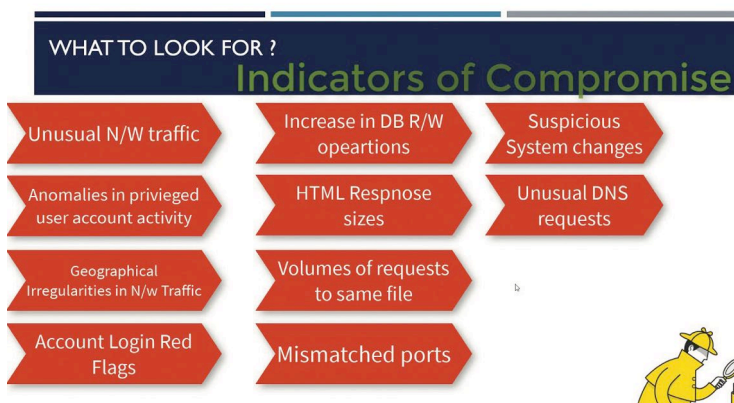 WHAT TO LOOK FOR ?
Indicators of Compromise
Unusual N/W traffic
Anomalies in privieged
user account activity
Geographical
Irregularities in N/w Traffic
Account Login Red
Flags
Increase in DB R/W
opeartions
HTML Respnose
sizes
Volumes of requests
to same file
Mismatched ports
Suspicious
System changes
Unusual DNS
requests